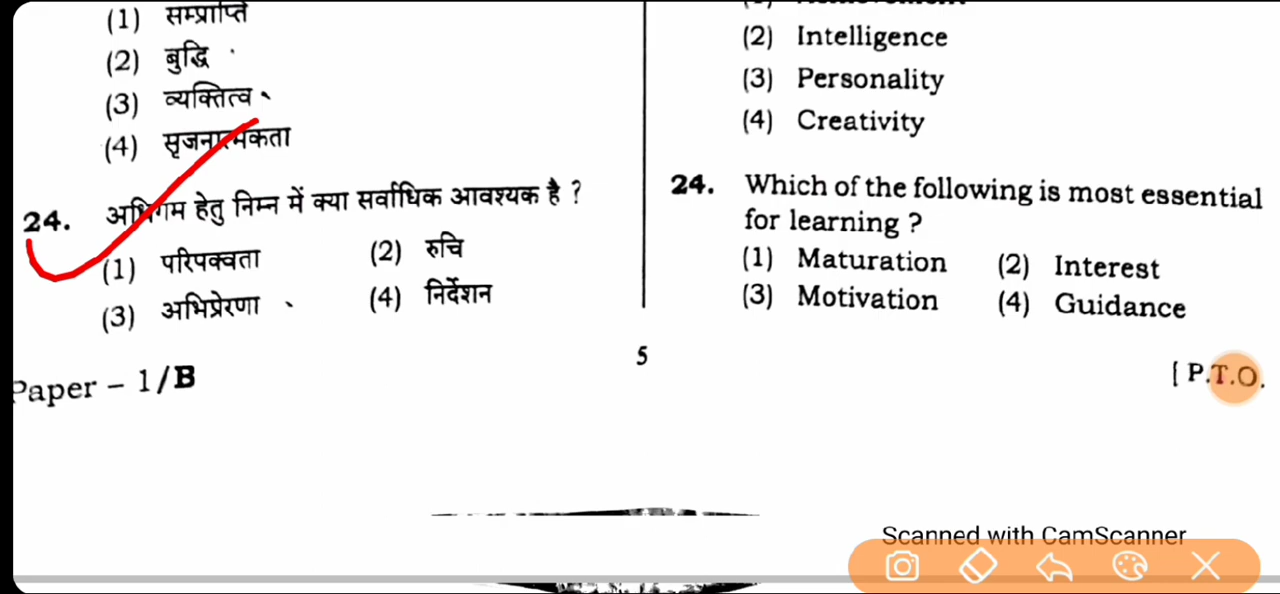 (1) सम्प्राप्ति
(2) बुद्धि
(3) व्यक्तित्व
(4) सृजनात्मकता
24. अभिगम हेतु निम्न में क्या सर्वाधिक आवश्यक है ?
(1) परिपक्वता (2) रुचि
(3) अभिप्रेरणा (4) निर्देशन
(2) Intelligence
(3) Personality
(4) Creativity
24. Which of the following is most essential
for learning ?
(1) Maturation (2) Interest
(3) Motivation (4) Guidance
Paper – 1/B
5
[ P.T.O.
Scanned with CamScanner